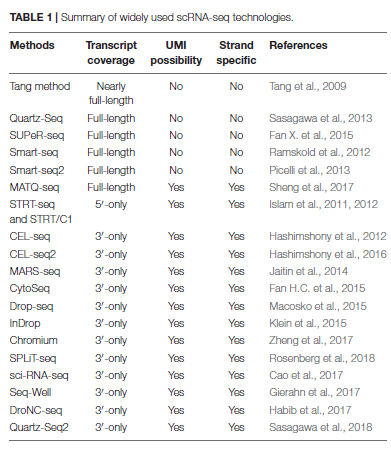 TABLE 1 | Summary of widely used scRNA-seq technologies.
Methods Transcript coverage UMI possibility Strand specific References
Tang method Nearly full-length No No Tang et al., 2009
Quartz-Seq Full-length No No Sasagawa et al., 2013
SUPeR-seq Full-length No No Fan X. et al., 2015
Smart-seq Full-length No No Ramskold et al., 2012
Smart-seq2 Full-length No No Picelli et al., 2013
MATQ-seq Full-length Yes Yes Sheng et al., 2017
STRT-seq and STRT/C1 5′-only Yes Yes Islam et al., 2011, 2012
CEL-seq 3′-only Yes Yes Hashimshony et al., 2012
CEL-seq2 3′-only Yes Yes Hashimshony et al., 2016
MARS-seq 3′-only Yes Yes Jaitin et al., 2014
CytoSeq 3′-only Yes Yes Fan H.C. et al., 2015
Drop-seq 3′-only Yes Yes Macosko et al., 2015
InDrop 3′-only Yes Yes Klein et al., 2015
Chromium 3′-only Yes Yes Zheng et al., 2017
SPLiT-seq 3′-only Yes Yes Rosenberg et al., 2018
sci-RNA-seq 3′-only Yes Yes Cao et al., 2017
Seq-Well 3′-only Yes Yes Gierahn et al., 2017
DroNC-seq 3′-only Yes Yes Habib et al., 2017
Quartz-Seq2 3′-only Yes Yes Sasagawa et al., 2018